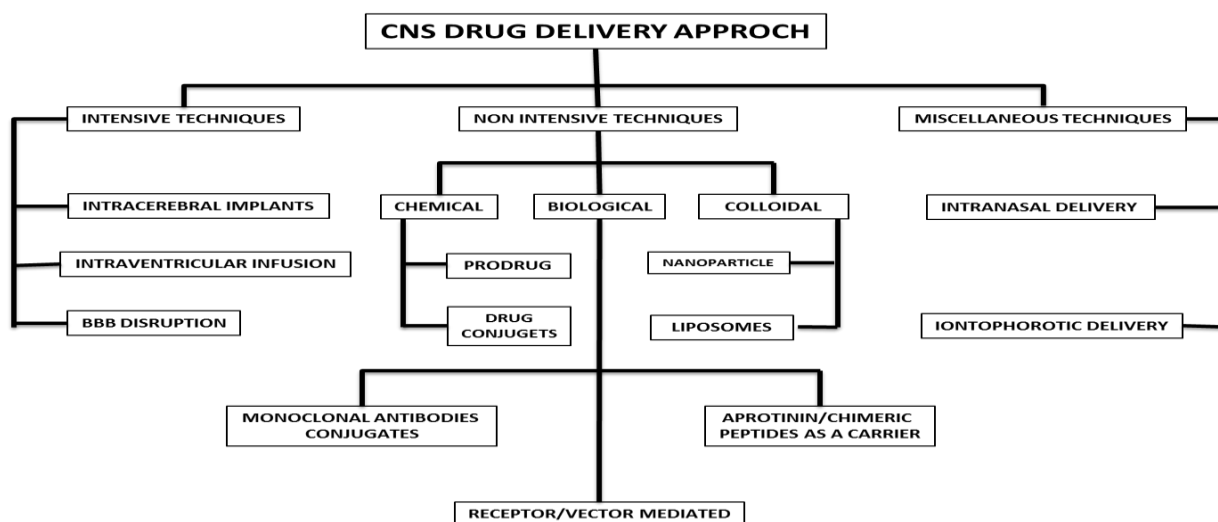 CNS DRUG DELIVERY APPROCH
INTENSIVE TECHNIQUES
NON INTENSIVE TECHNIQUES
MISCELLANEOUS TECHNIQUES
INTRACEREBRAL IMPLANTS
CHEMICAL
BIOLOGICAL
COLLOIDAL
INTRANASAL DELIVERY
INTRAVENTRICULAR INFUSION
PRODRUG
NANOPARTICLE
BBB DISRUPTION
DRUG
CONJUGETS
LIPOSOMES
IONTOPHOROTIC DELIVERY
MONOCLONAL ANTIBODIES
CONJUGATES
APROTININ/CHIMERIC
PEPTIDES AS A CARRIER
RECEPTOR/VECTOR MEDIATED